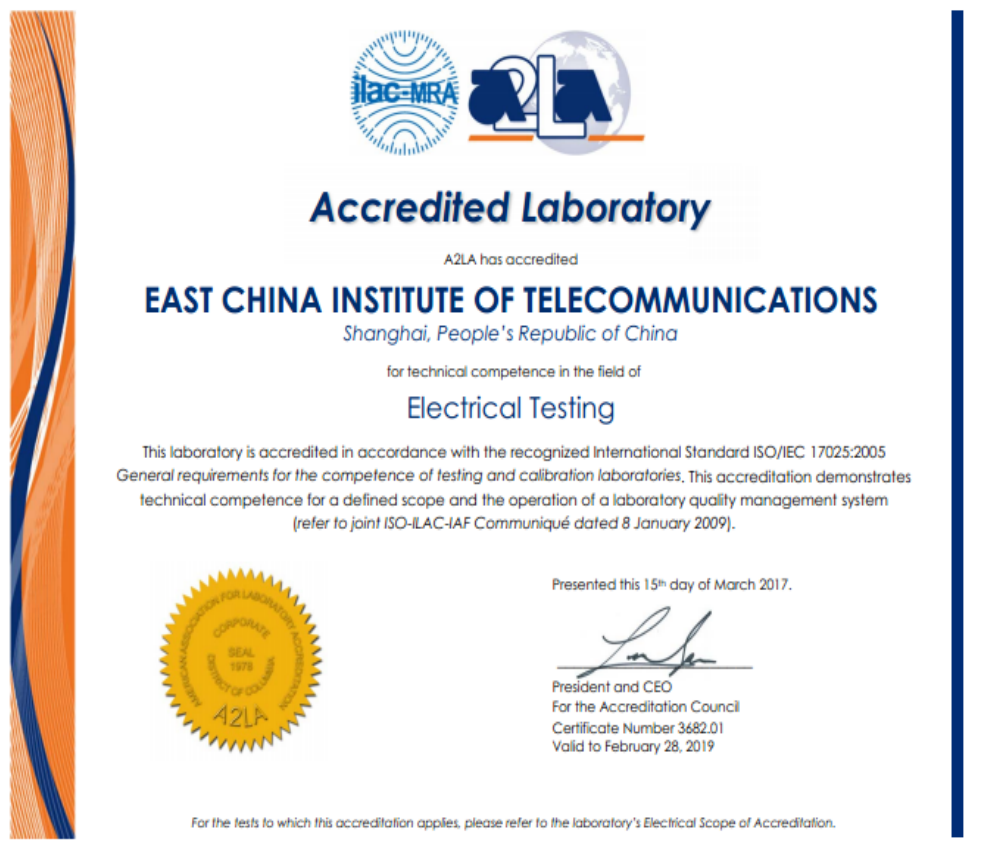 ilac-MRA
A2LA
Accredited Laboratory
A2LA has accredited
EAST CHINA INSTITUTE OF TELECOMMUNICATIONS
Shanghai, People's Republic of China
for technical competence in the field of
Electrical Testing
This laboratory is accredited in accordance with the recognized International Standard ISO/IEC 17025:2005
General requirements for the competence of testing and calibration laboratories. This accreditation demonstrates
technical competence for a defined scope and the operation of a laboratory quality management system
(refer to joint ISO-ILAC-IAF Communiqué dated 8 January 2009).
AMERICAN ASSOCIATION FOR LABORATORY ACCREDITATION
CORPORATE
SEAL
1978
DISTRICT OF COLUMBIA
A2LA
Presented this 15th day of March 2017.
President and CEO
For the Accreditation Council
Certificate Number 3682.01
Valid to February 28, 2019
For the tests to which this accreditation applies, please refer to the laboratory's Electrical Scope of Accreditation.